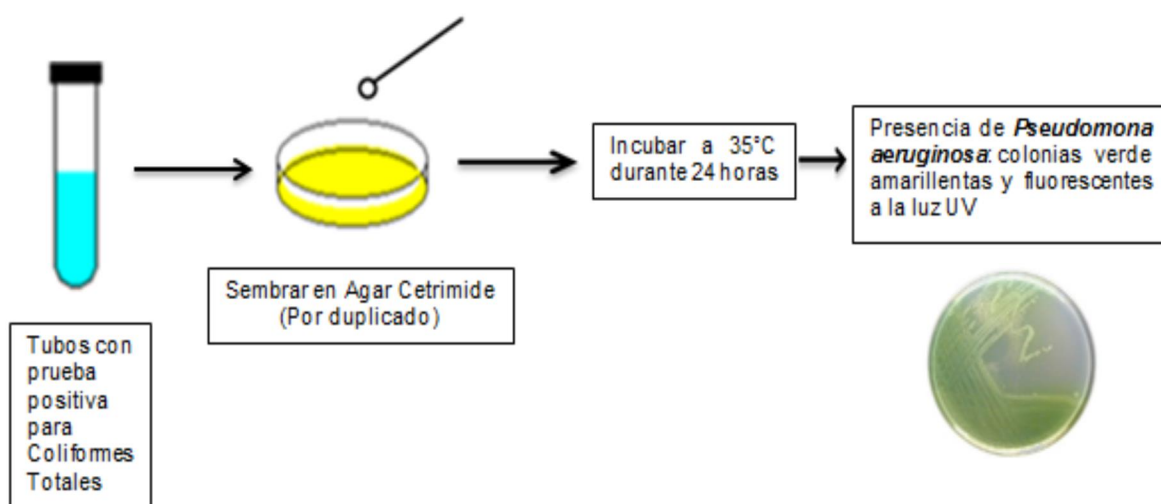 Tubos con
prueba
positiva
para
Coliformes
Totales
Sembrar en Agar Cetrimide
(Por duplicado)
Incubar a 35°C
durante 24 horas
Presencia de Pseudomona
aeruginosa: colonias verde
amarillentas y fluorescentes
a la luz UV